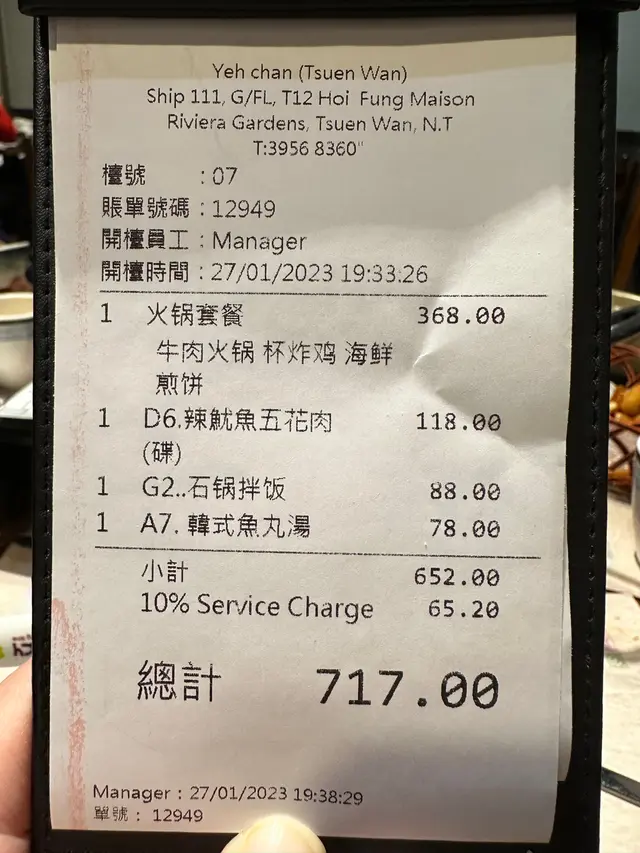 Yeh chan (Tsuen Wan)
Ship 111, G/FL, T12 Hoi Fung Maison
Riviera Gardens, Tsuen Wan, N.T
T:3956 8360"
檯號 :07
賬單號碼 :12949
開檯員工 :Manager
開檯時間 :27/01/2023 19:33:26
1 火锅套餐 368.00
牛肉火锅 杯炸鸡 海鲜
煎饼
1 D6.辣魷魚五花肉 118.00
(碟)
1 G2..石锅拌饭 88.00
1 A7. 韓式魚丸湯 78.00
小計 652.00
10% Service Charge 65.20
總計 717.00
Manager : 27/01/2023 19:38:29
單號 : 12949